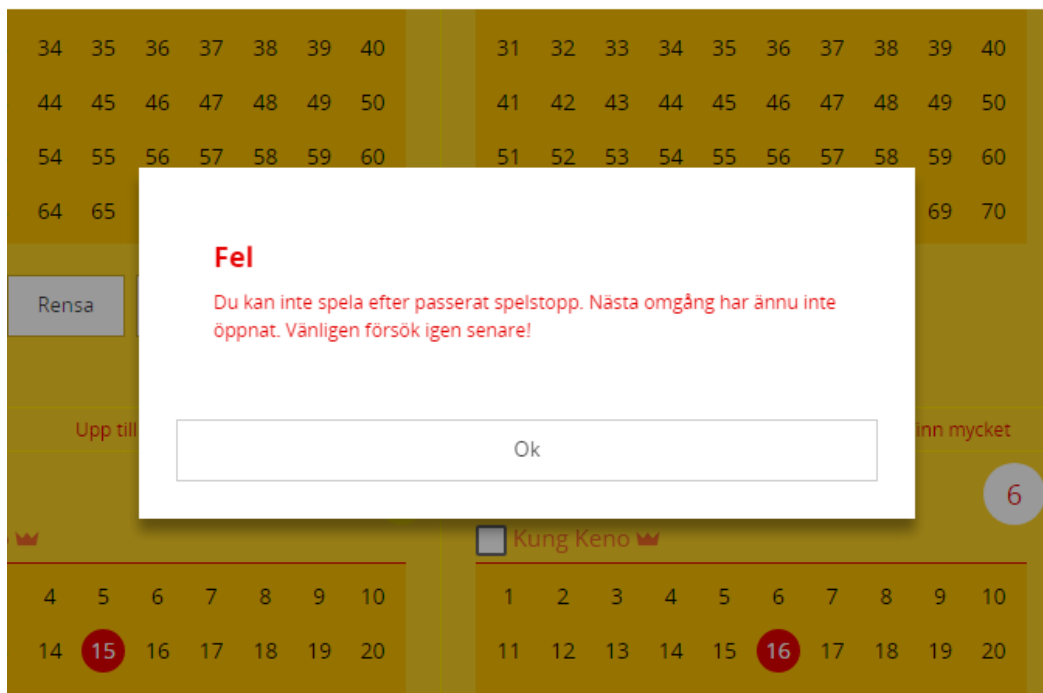 34 35 36 37 38 39 40 31 32 33 34 35 36 37 38 39 40
44 45 46 47 48 49 50 41 42 43 44 45 46 47 48 49 50
54 55 56 57 58 59 60 51 52 53 54 55 56 57 58 59 60
64 65 69 70
Fel
Du kan inte spela efter passerat spelstopp. Nästa omgång har ännu inte
öppnat. Vänligen försök igen senare!
Rensa
Upp till mycket
Ok
6
Kung Keno
4 5 6 7 8 9 10 1 2 3 4 5 6 7 8 9 10
14 15 16 17 18 19 20 11 12 13 14 15 16 17 18 19 20